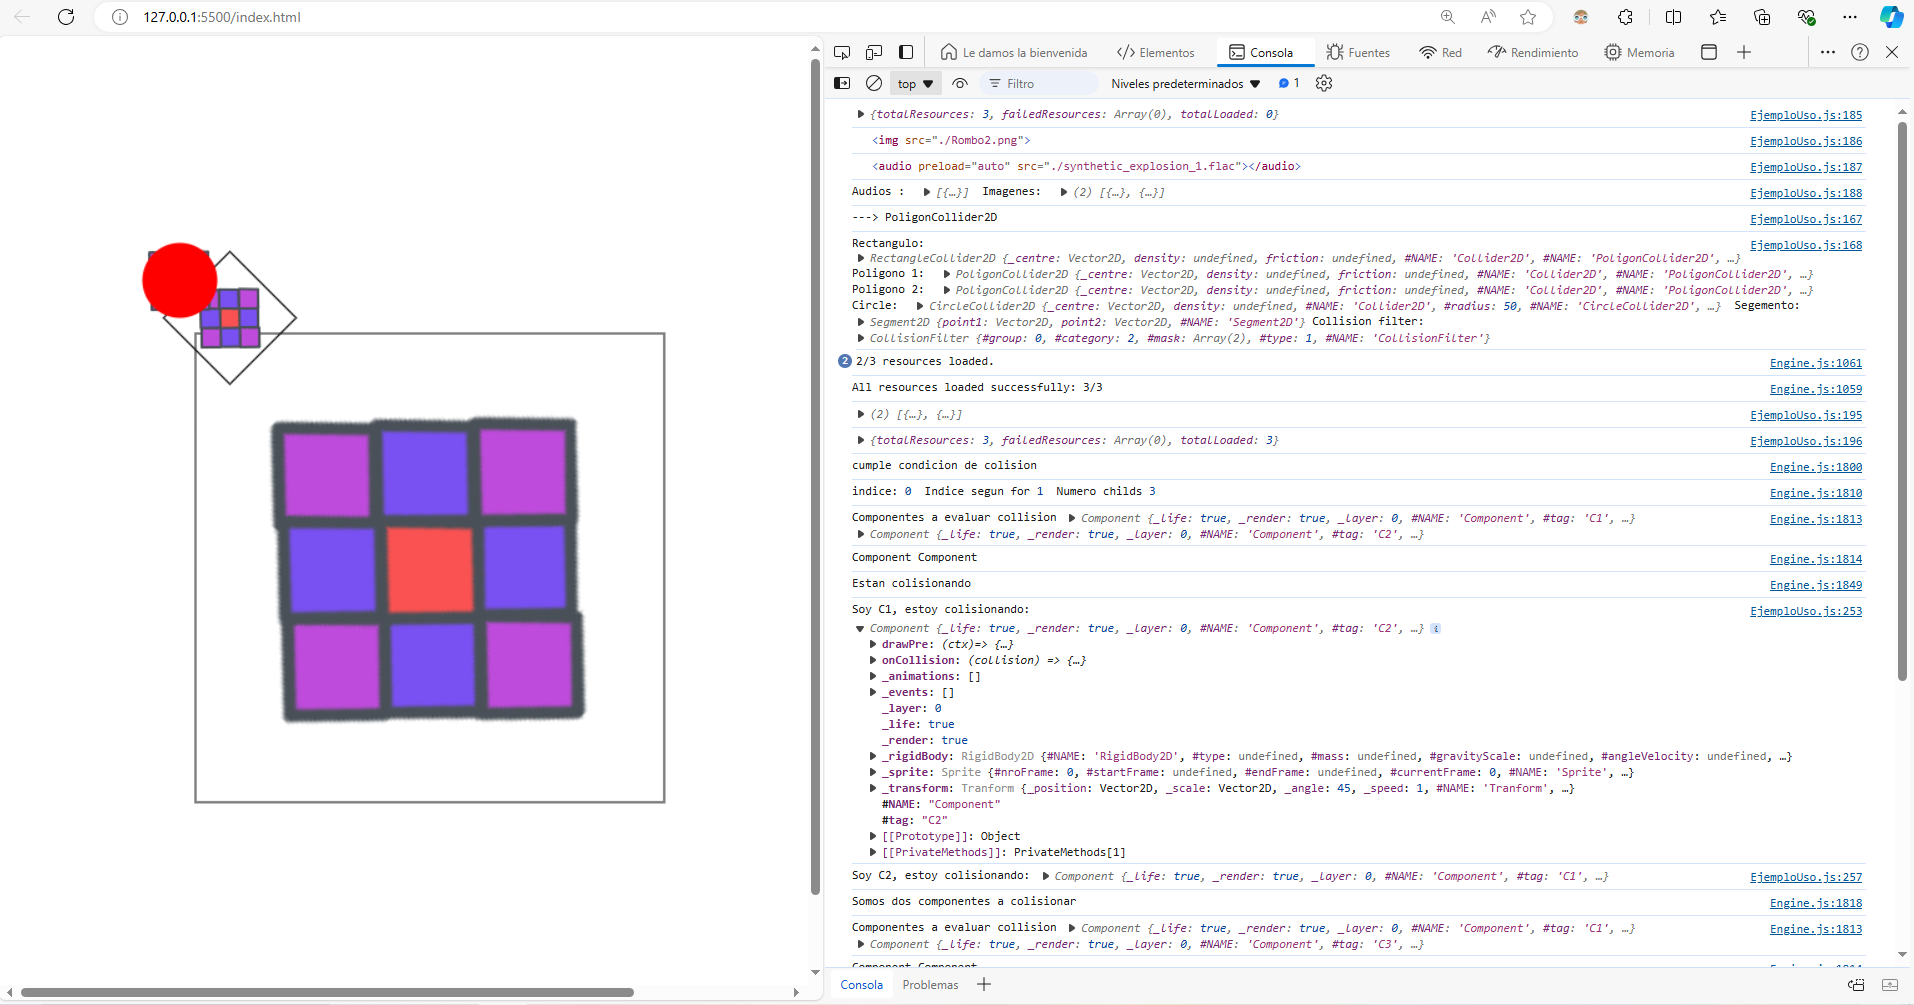 127.0.0.1:5500/index.html
Le damos la bienvenida
Elementos
Consola
Fuentes
Red
Rendimiento
Memoria
top
Filtro
Niveles predeterminados
1
{totalResources: 3, failedResources: Array(0), totalLoaded: 0} EjemploUso.js:185
<img src="./Rombo2.png"> EjemploUso.js:186
<audio preload="auto" src="./synthetic_explosion_1.flac"></audio> EjemploUso.js:187
Audios : [{…}] Imagenes: (2) [{…}, {…}] EjemploUso.js:188
---> PoligonCollider2D EjemploUso.js:167
Rectangulo: EjemploUso.js:168
RectangleCollider2D {_centre: Vector2D, density: undefined, friction: undefined, #NAME: 'Collider2D', #NAME: 'PoligonCollider2D', …}
Poligono 1: PoligonCollider2D {_centre: Vector2D, density: undefined, friction: undefined, #NAME: 'Collider2D', #NAME: 'PoligonCollider2D', …}
Poligono 2: PoligonCollider2D {_centre: Vector2D, density: undefined, friction: undefined, #NAME: 'Collider2D', #NAME: 'PoligonCollider2D', …}
Circle: CircleCollider2D {_centre: Vector2D, density: undefined, #NAME: 'Collider2D', #radius: 50, #NAME: 'CircleCollider2D', …} Segemento:
Segment2D {point1: Vector2D, point2: Vector2D, #NAME: 'Segment2D'} Collision filter:
CollisionFilter {#group: 0, #category: 2, #mask: Array(2), #type: 1, #NAME: 'CollisionFilter'}
2 2/3 resources loaded. Engine.js:1061
All resources loaded successfully: 3/3 Engine.js:1059
(2) [{…}, {…}] EjemploUso.js:195
{totalResources: 3, failedResources: Array(0), totalLoaded: 3} EjemploUso.js:196
cumple condicion de colision Engine.js:1800
indice: 0 Indice segun for 1 Numero childs 3 Engine.js:1810
Componentes a evaluar collision Component {_life: true, _render: true, _layer: 0, #NAME: 'Component', #tag: 'C1', …} Engine.js:1813
Component {_life: true, _render: true, _layer: 0, #NAME: 'Component', #tag: 'C2', …}
Component Component Engine.js:1814
Estan colisionando Engine.js:1849
Soy C1, estoy colisionando: EjemploUso.js:253
Component {_life: true, _render: true, _layer: 0, #NAME: 'Component', #tag: 'C2', …} i
drawPre: (ctx)=> {…}
onCollision: (collision) => {…}
_animations: []
_events: []
_layer: 0
_life: true
_render: true
_rigidBody: RigidBody2D {#NAME: 'RigidBody2D', #type: undefined, #mass: undefined, #gravityScale: undefined, #angleVelocity: undefined, …}
_sprite: Sprite {#nroFrame: 0, #startFrame: undefined, #endFrame: undefined, #currentFrame: 0, #NAME: 'Sprite', …}
_transform: Tranform {_position: Vector2D, _scale: Vector2D, _angle: 45, _speed: 1, #NAME: 'Tranform', …}
#NAME: "Component"
#tag: "C2"
[[Prototype]]: Object
[[PrivateMethods]]: PrivateMethods[1]
Soy C2, estoy colisionando: Component {_life: true, _render: true, _layer: 0, #NAME: 'Component', #tag: 'C1', …} EjemploUso.js:257
Somos dos componentes a colisionar Engine.js:1818
Componentes a evaluar collision Component {_life: true, _render: true, _layer: 0, #NAME: 'Component', #tag: 'C1', …} Engine.js:1813
Component {_life: true, _render: true, _layer: 0, #NAME: 'Component', #tag: 'C3', …}
Component Component Engine.js:1814
Consola
Problemas